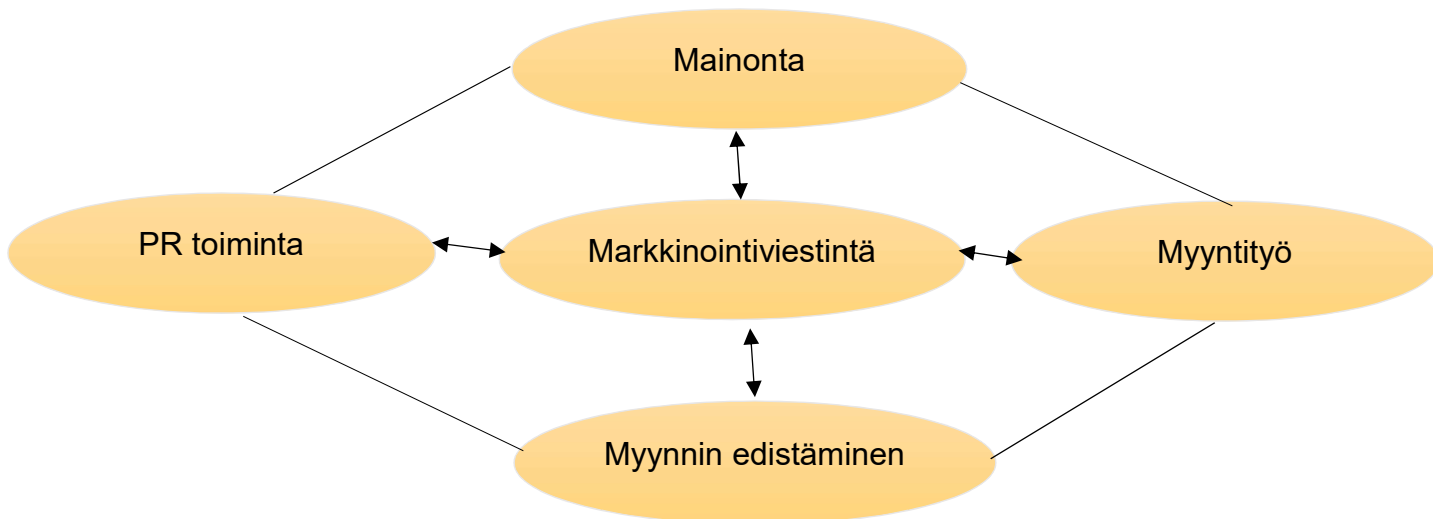 Mainonta
PR toiminta
Markkinointiviestintä
Myyntityö
Myynnin edistäminen